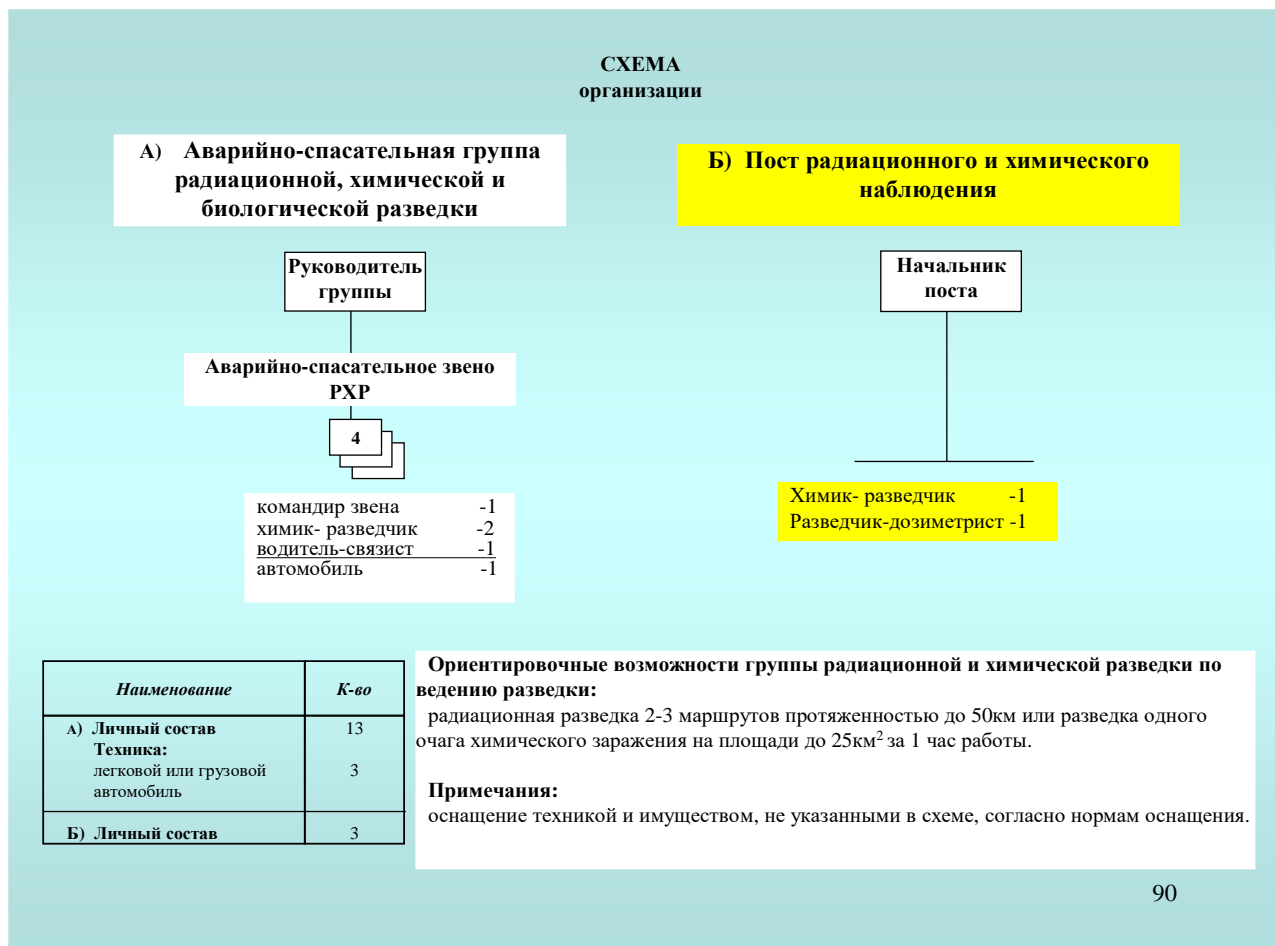 СХЕМА
организации
А) Аварийно-спасательная группа
радиационной, химической и
биологической разведки
Б) Пост радиационного и химического
наблюдения
Руководитель
группы
Начальник
поста
Аварийно-спасательное звено
РХР
4
командир звена -1
химик- разведчик -2
водитель-связист -1
автомобиль -1
Химик- разведчик -1
Разведчик-дозиметрист -1
Наименование К-во
А) Личный состав 13
Техника:
легковой или грузовой 3
автомобиль
Б) Личный состав 3
Ориентировочные возможности группы радиационной и химической разведки по
ведению разведки:
радиационная разведка 2-3 маршрутов протяженностью до 50км или разведка одного
очага химического заражения на площади до 25км² за 1 час работы.
Примечания:
оснащение техникой и имуществом, не указанными в схеме, согласно нормам оснащения.
90